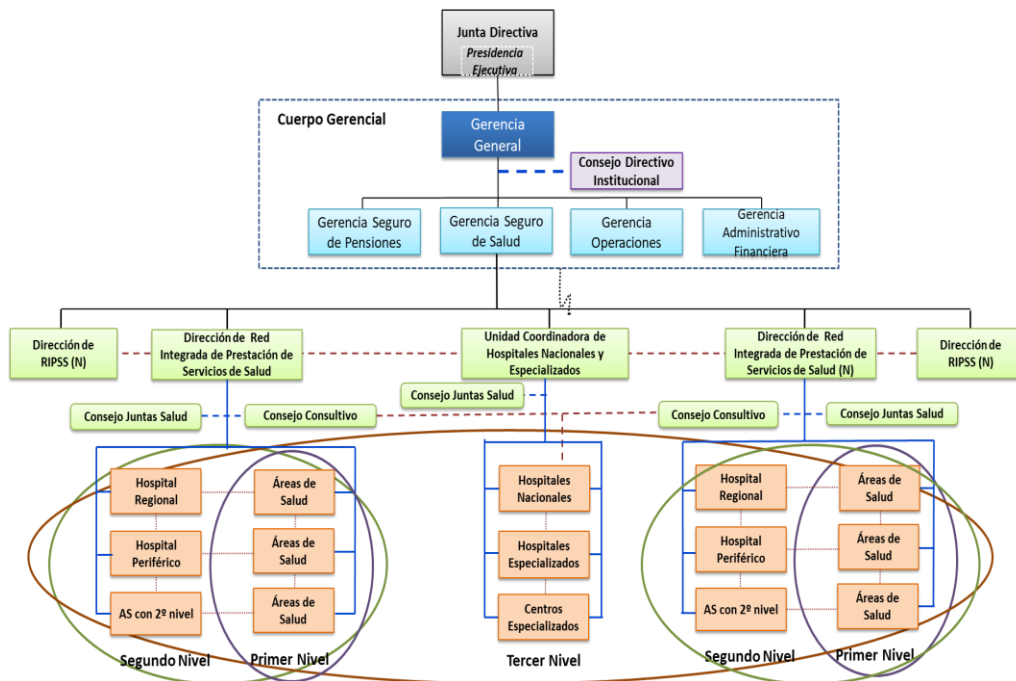 Junta Directiva
Presidencia
Ejecutiva
Cuerpo Gerencial
Gerencia
General
Consejo Directivo
Institucional
Gerencia Seguro
de Pensiones
Gerencia Seguro
de Salud
Gerencia
Operaciones
Gerencia
Administrativo
Financiera
Dirección de
RIPSS (N)
Dirección de Red
Integrada de Prestación de
Servicios de Salud
Unidad Coordinadora de
Hospitales Nacionales y
Especializados
Dirección de Red
Integrada de Prestación de
Servicios de Salud (N)
Dirección de
RIPSS (N)
Consejo Juntas Salud
Consejo Consultivo
Consejo Juntas Salud
Consejo Consultivo
Consejo Juntas Salud
Hospital
Regional
Áreas de
Salud
Hospital
Periférico
Áreas de
Salud
AS con 2º nivel
Áreas de
Salud
Segundo Nivel
Primer Nivel
Hospitales
Nacionales
Hospitales
Especializados
Centros
Especializados
Tercer Nivel
Hospital
Regional
Áreas de
Salud
Hospital
Periférico
Áreas de
Salud
AS con 2º nivel
Áreas de
Salud
Segundo Nivel
Primer Nivel